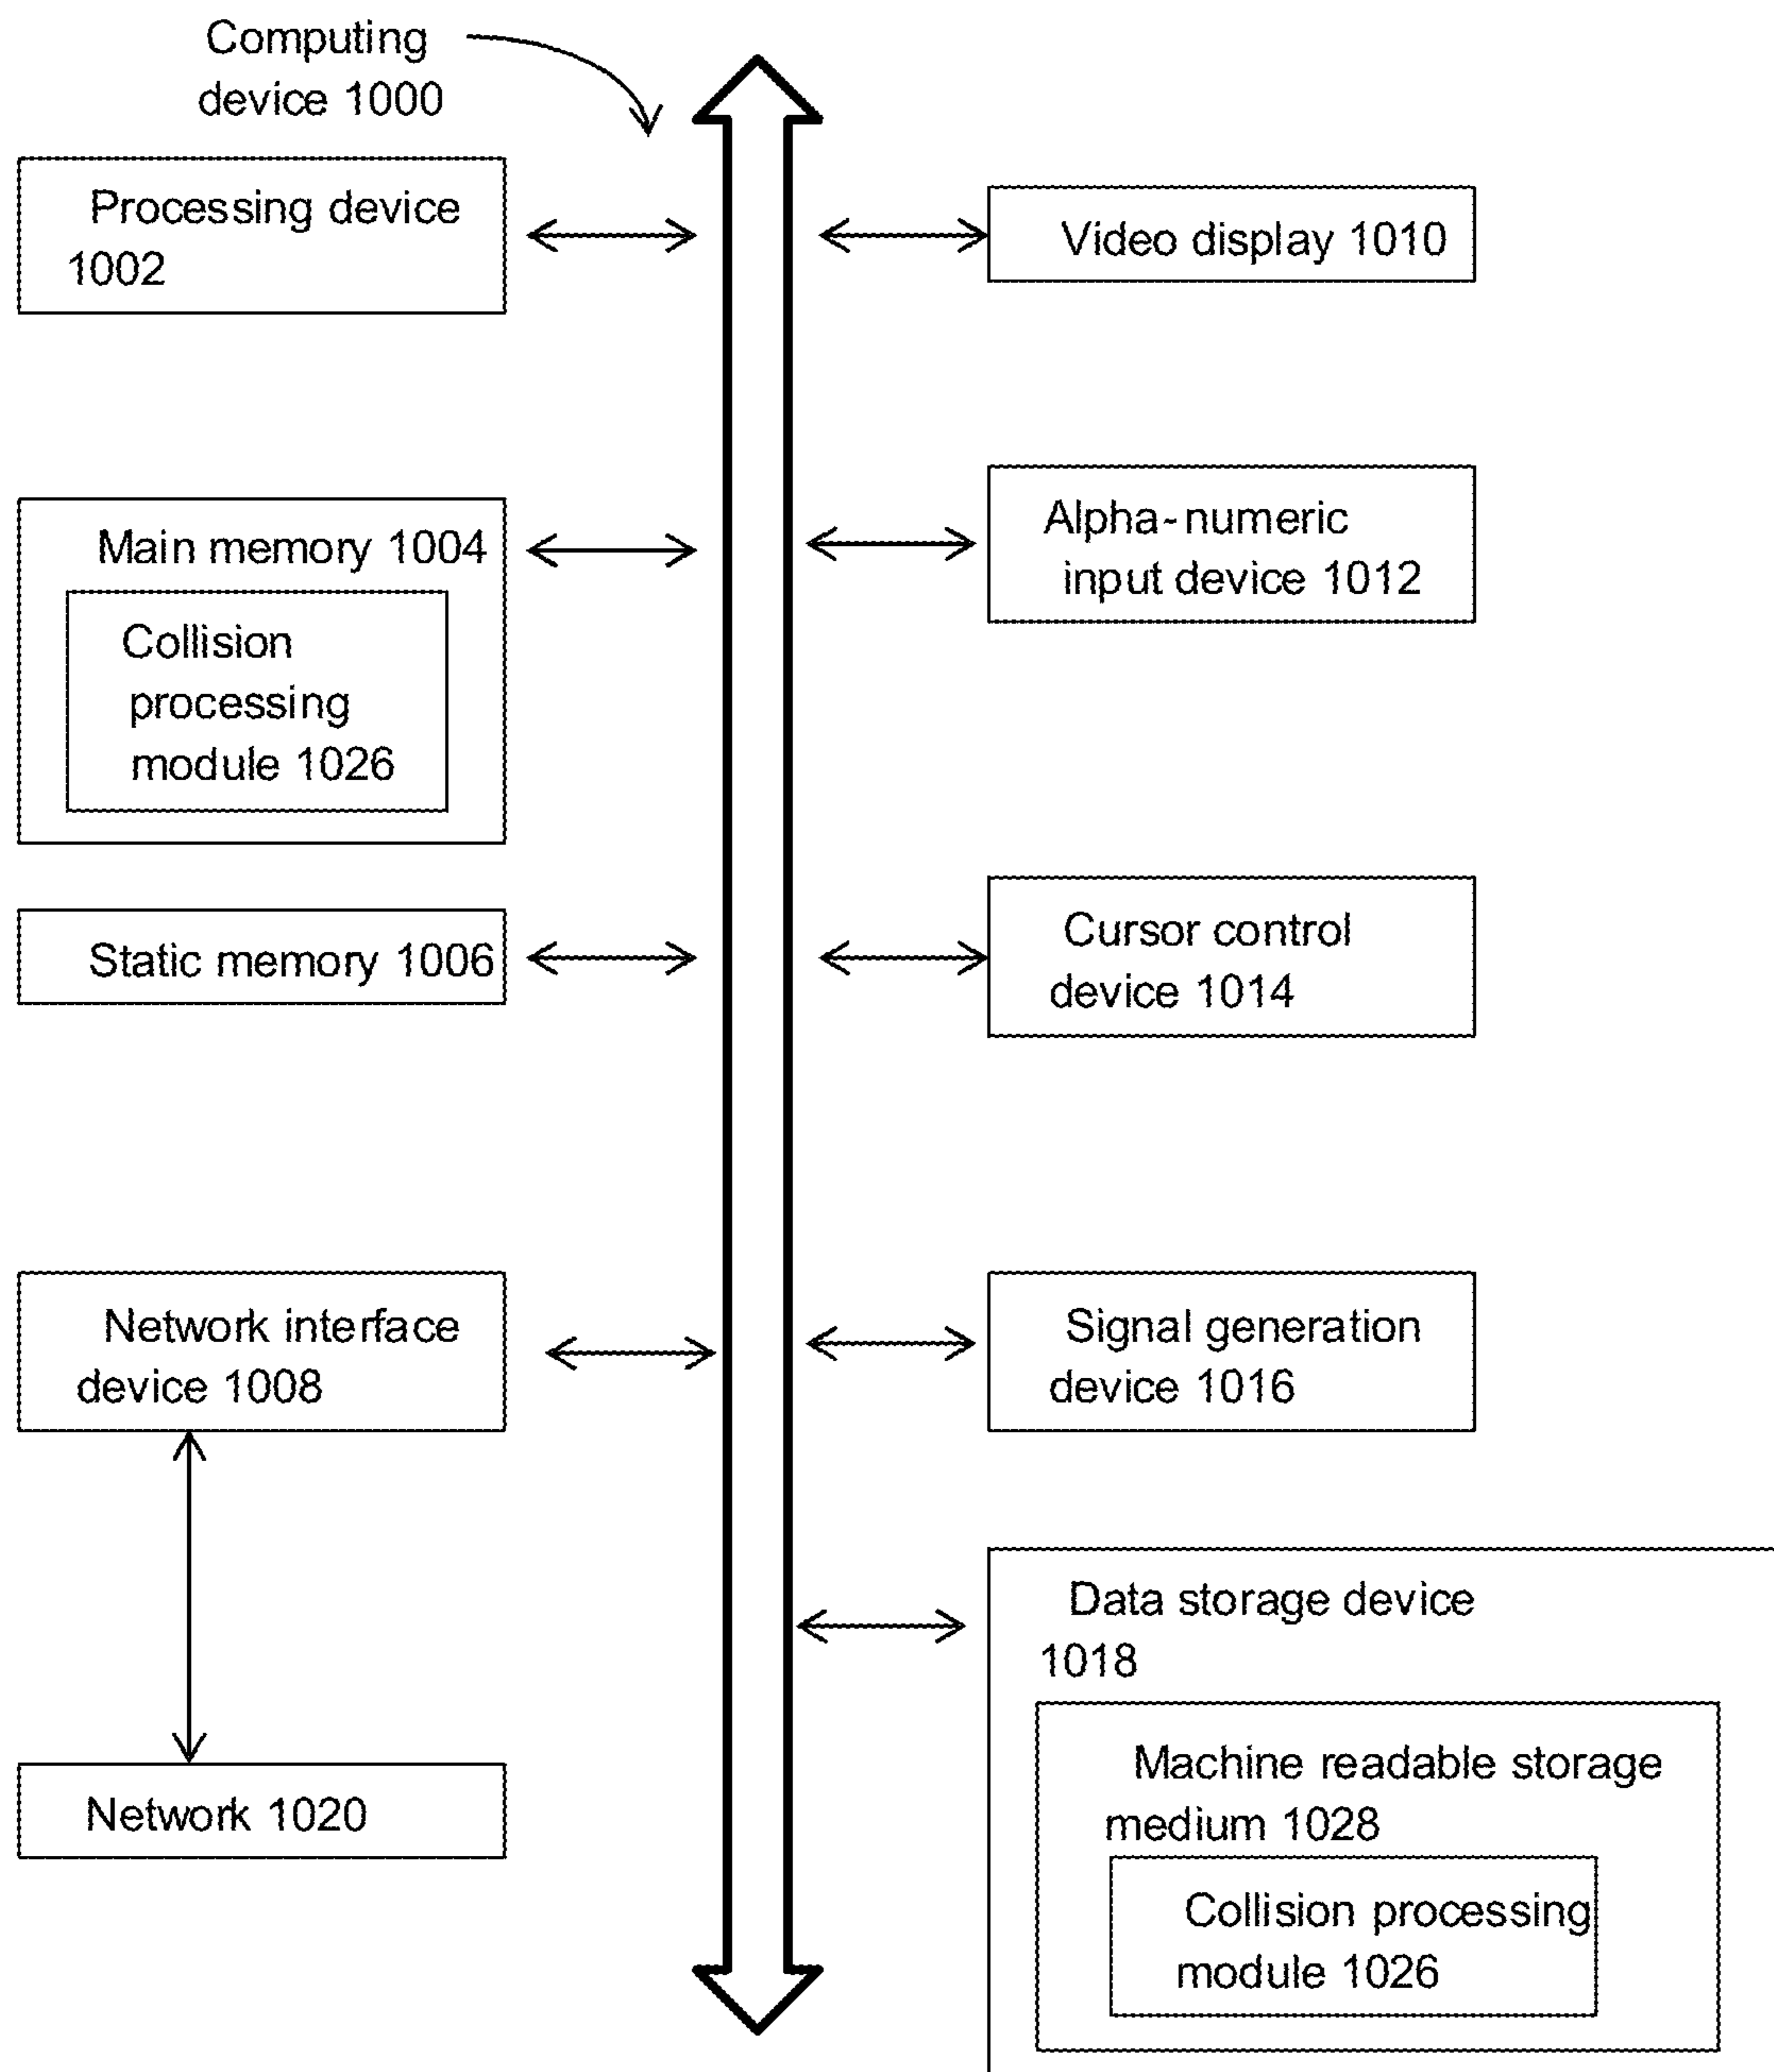 Computing
device 1000
Processing device
1002
Main memory 1004
Collision
processing
module 1026
Static memory 1006
Network interface
device 1008
Network 1020
Video display 1010
Alpha-numeric
input device 1012
Cursor control
device 1014
Signal generation
device 1016
Data storage device
1018
Machine readable storage
medium 1028
Collision processing
module 1026